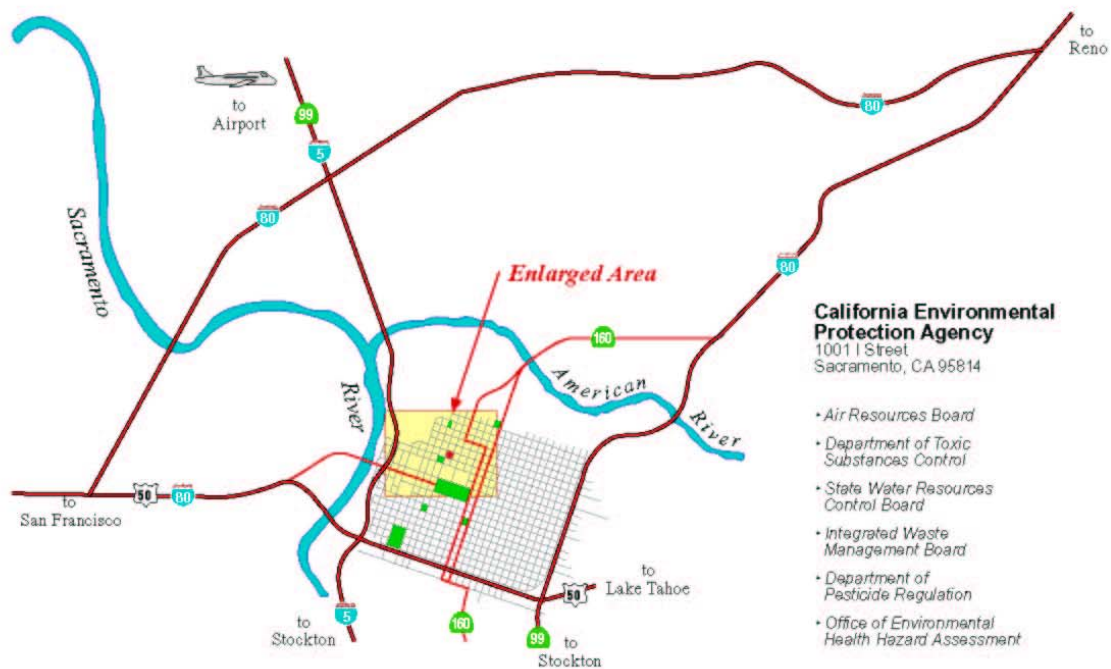 to
Reno
to
Airport
99
5
80
80
80
Sacramento
River
Enlarged Area
160
American
River
California Environmental
Protection Agency
1001 I Street
Sacramento, CA 95814
• Air Resources Board
• Department of Toxic
Substances Control
• State Water Resources
Control Board
• Integrated Waste
Management Board
• Department of
Pesticide Regulation
• Office of Environmental
Health Hazard Assessment
50
80
to
San Francisco
to
Lake Tahoe
50
5
to
Stockton
160
99
to
Stockton